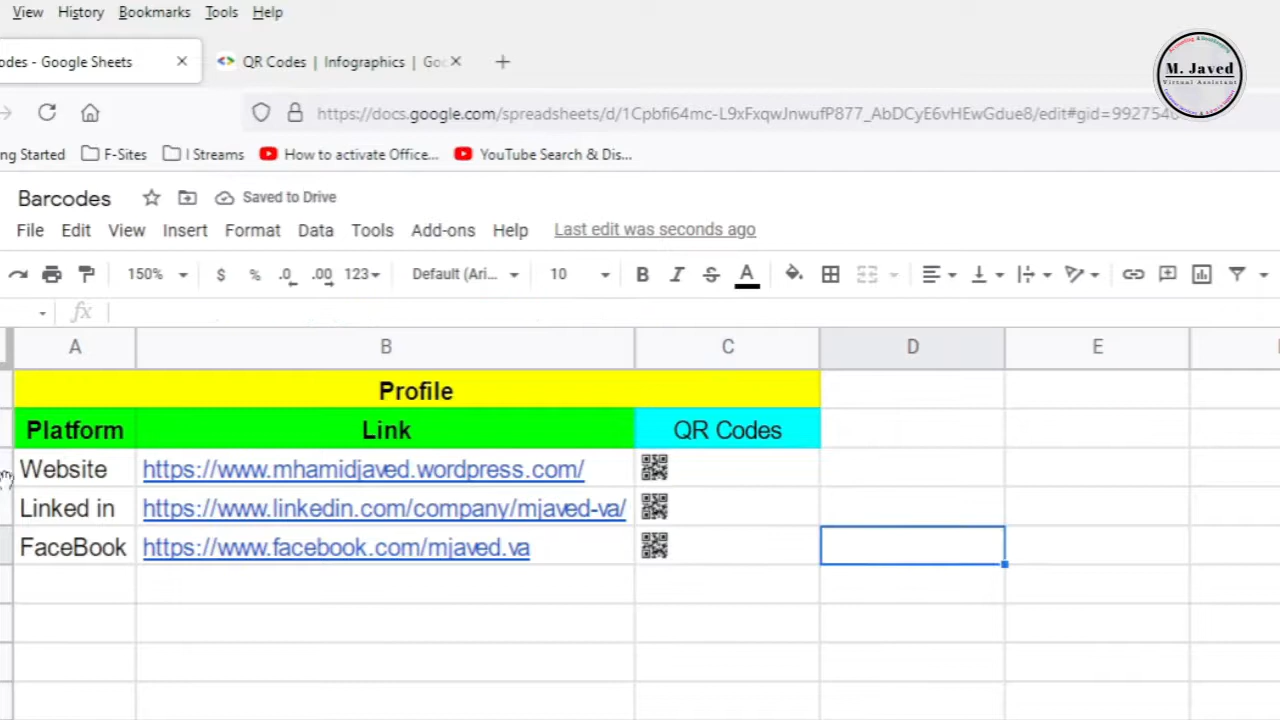 View History Bookmarks Tools Help
odes - Google Sheets QR Codes | Infographics | Goo
M. Javed
Virtual Assistant
https://docs.google.com/spreadsheets/d/1Cpbfi64mc-L9xFxqwJnwufP877_AbDCyE6vHEwGdue8/edit#gid=992754
ng Started F-Sites I Streams How to activate Office... YouTube Search & Dis...
Barcodes Saved to Drive
File Edit View Insert Format Data Tools Add-ons Help Last edit was seconds ago
150% $ % .0 .00 123 Default (Ari... 10 B I S A
fx
A B C D E
Profile
Platform Link QR Codes
Website https://www.mhamidjaved.wordpress.com/
Linked in https://www.linkedin.com/company/mjaved-va/
FaceBook https://www.facebook.com/mjaved.va